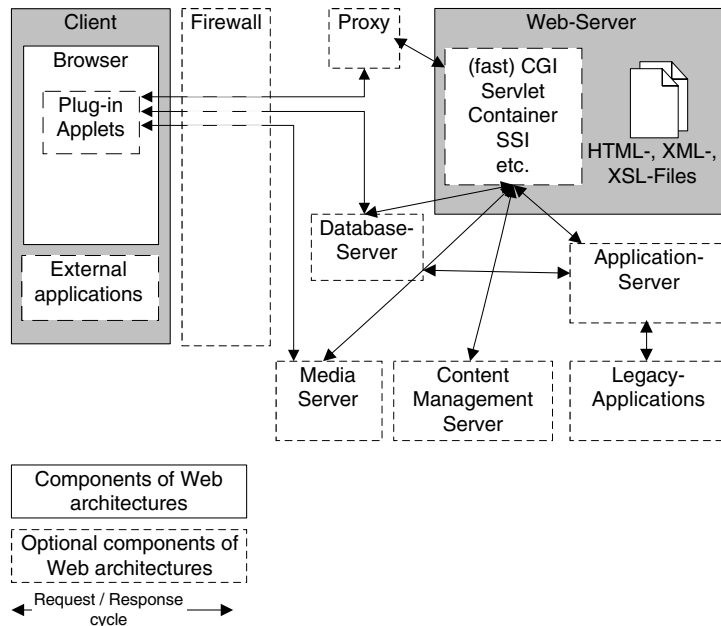 Client
Firewall
Proxy
Web-Server
Browser
Plug-in
Applets
(fast) CGI
Servlet
Container
SSI
etc.
HTML-, XML-,
XSL-Files
External
applications
Database-
Server
Application-
Server
Media
Server
Content
Management
Server
Legacy-
Applications
Components of Web
architectures
Optional components of
Web architectures
Request / Response
cycle